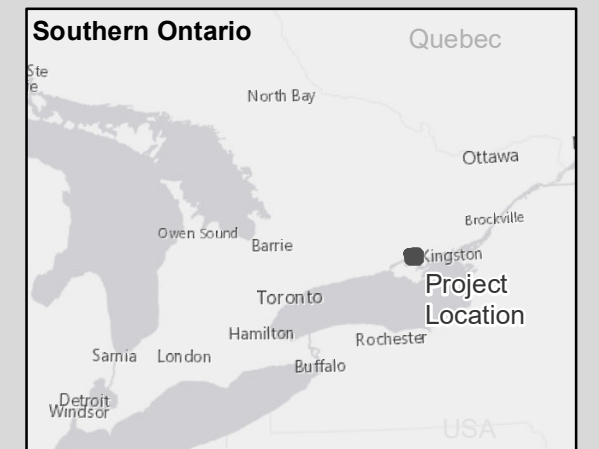 Southern Ontario
Quebec
Ste
e
North Bay
Ottawa
Brockville
Owen Sound
Barrie
Kingston
Project
Location
Toronto
Hamilton
Rochester
Sarnia
London
Buffalo
Detroit
Windsor
USA